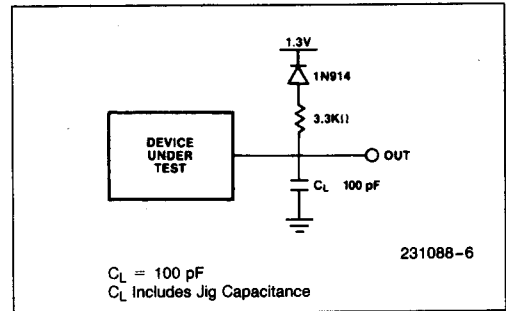 1.3V
1N914
3.3KΩ
DEVICE
UNDER
TEST
OUT
CL 100 pF
231088-6
CL = 100 pF
CL Includes Jig Capacitance